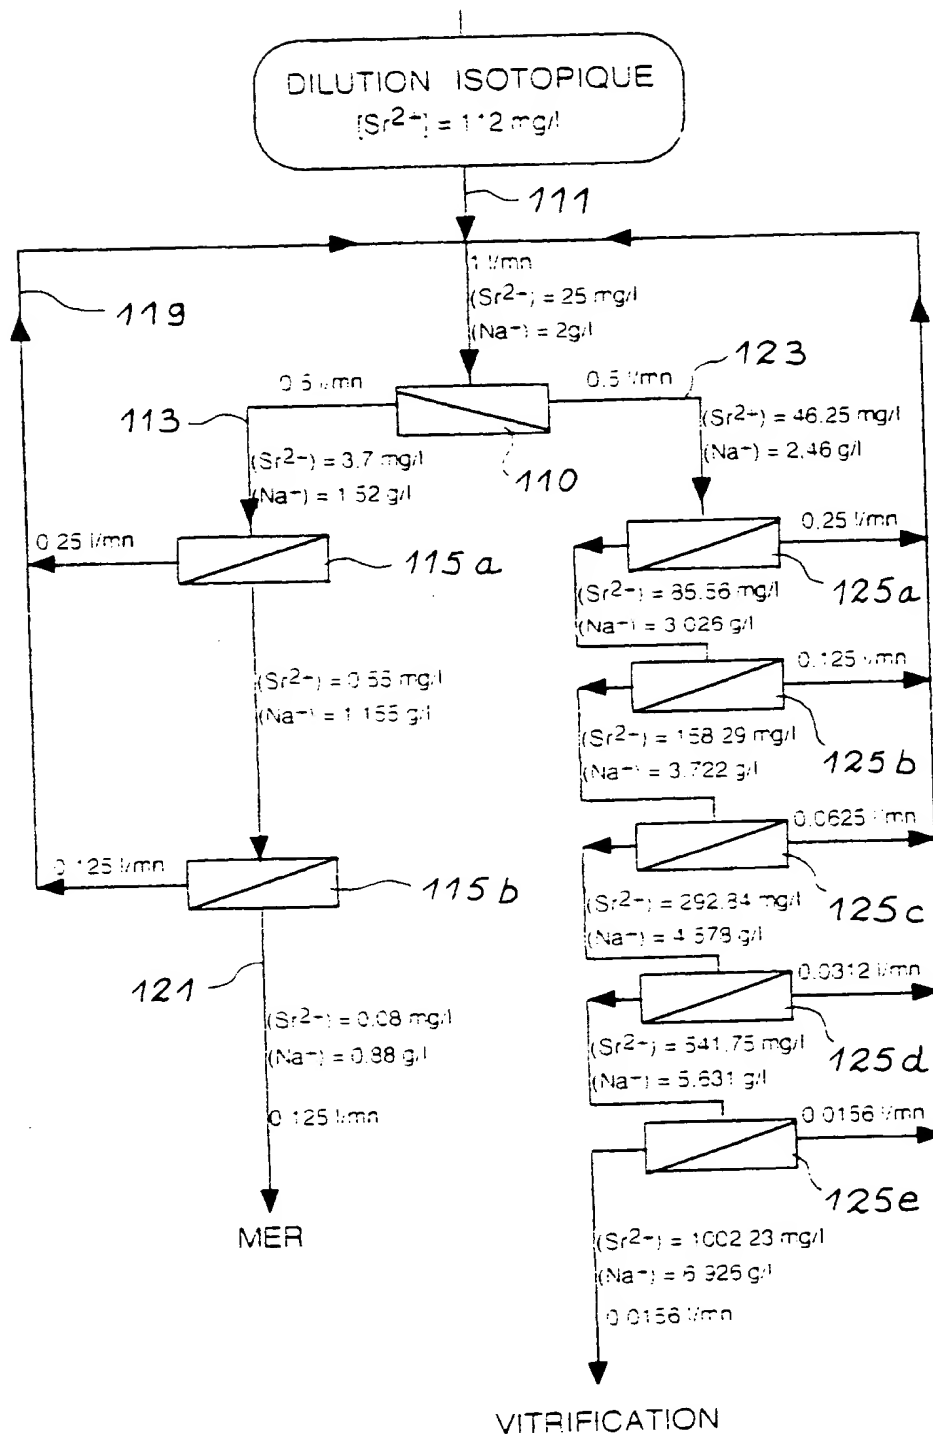 DILUTION ISOTOPIQUE
[Sr2+] = 112 mg/l
111
119
1 l/mn
(Sr2+) = 25 mg/l
(Na+) = 2g/l
0.5 l/mn
0.5 l/mn
123
113
110
(Sr2+) = 3.7 mg/l
(Na+) = 1.52 g/l
(Sr2+) = 46.25 mg/l
(Na+) = 2.46 g/l
0.25 l/mn
115a
0.25 l/mn
125a
(Sr2+) = 85.56 mg/l
(Na+) = 3.026 g/l
(Sr2+) = 0.55 mg/l
(Na+) = 1.155 g/l
0.125 l/mn
125b
(Sr2+) = 158.29 mg/l
(Na+) = 3.722 g/l
0.125 l/mn
115b
0.0625 l/mn
125c
(Sr2+) = 292.84 mg/l
(Na+) = 4.578 g/l
121
(Sr2+) = 0.08 mg/l
(Na+) = 0.88 g/l
0.125 l/mn
MER
0.0312 l/mn
125d
(Sr2+) = 541.75 mg/l
(Na+) = 5.631 g/l
0.0156 l/mn
125e
(Sr2+) = 1002.23 mg/l
(Na+) = 6.926 g/l
0.0156 l/mn
VITRIFICATION